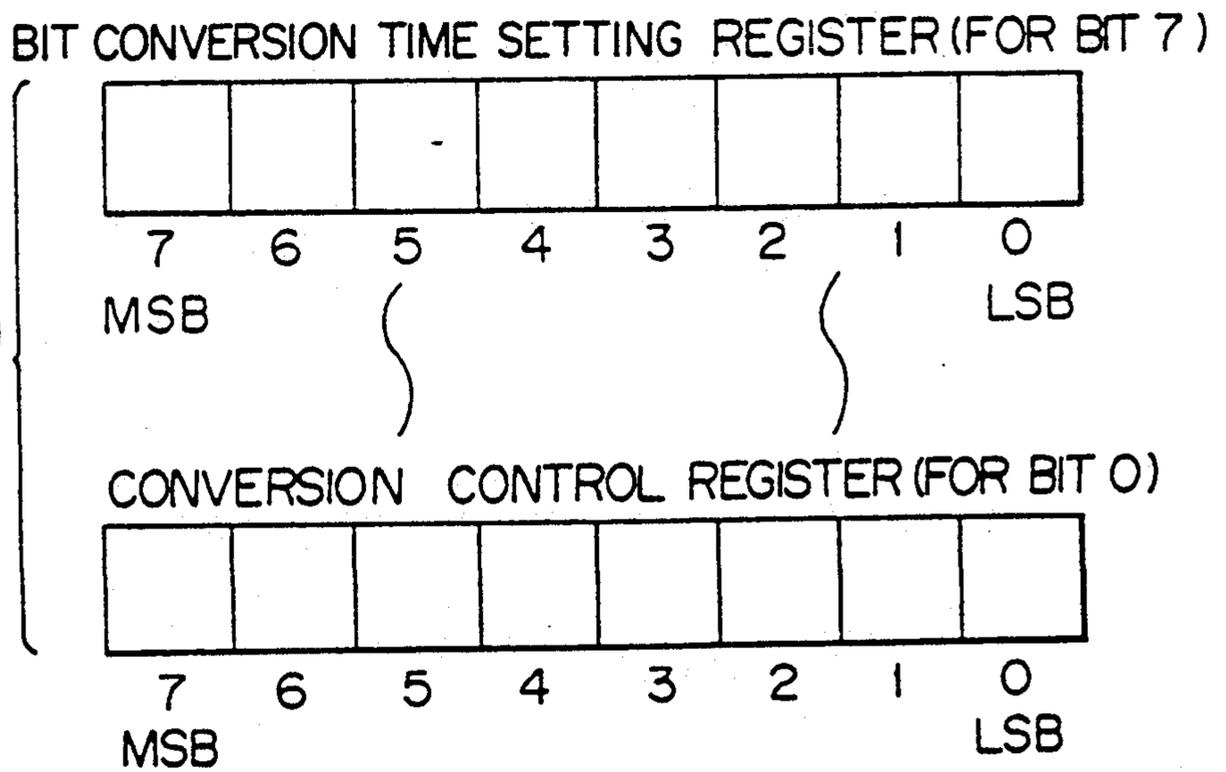 BIT CONVERSION TIME SETTING REGISTER (FOR BIT 7)
7 6 5 4 3 2 1 0
MSB LSB
CONVERSION CONTROL REGISTER (FOR BIT 0)
7 6 5 4 3 2 1 0
MSB LSB